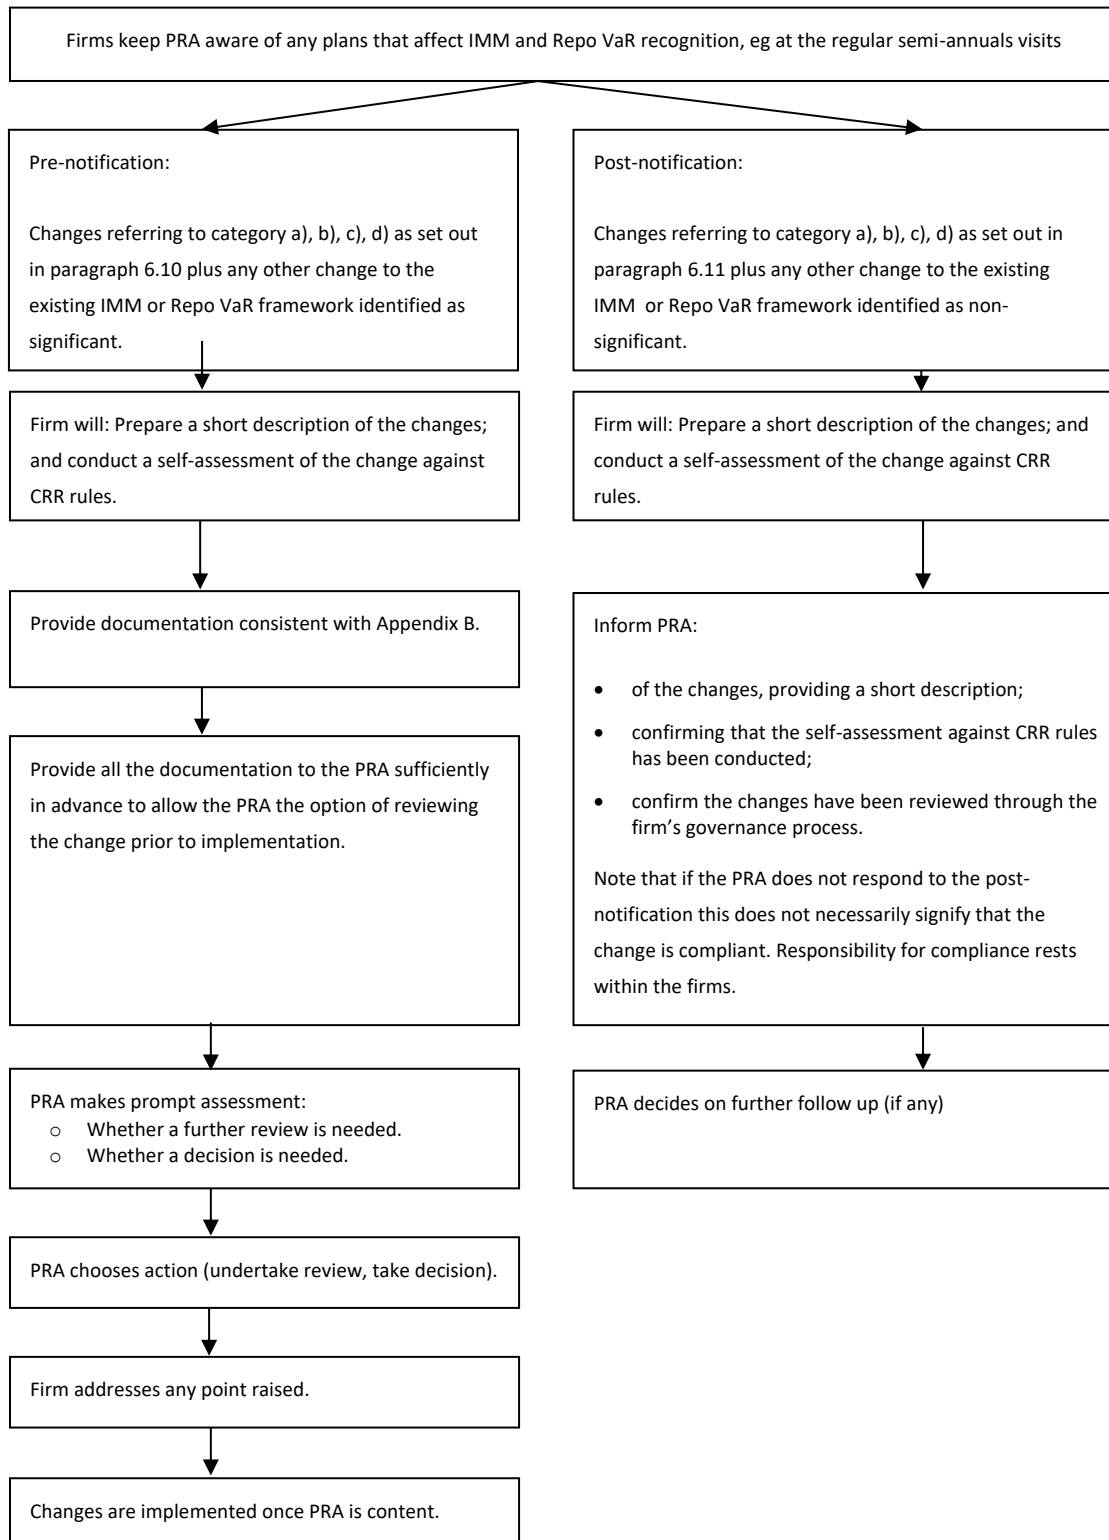 Firms keep PRA aware of any plans that affect IMM and Repo VaR recognition, eg at the regular semi-annuals visits
Pre-notification:
Changes referring to category a), b), c), d) as set out
in paragraph 6.10 plus any other change to the
existing IMM or Repo VaR framework identified as
significant.
Firm will: Prepare a short description of the changes;
and conduct a self-assessment of the change against
CRR rules.
Provide documentation consistent with Appendix B.
Provide all the documentation to the PRA sufficiently
in advance to allow the PRA the option of reviewing
the change prior to implementation.
PRA makes prompt assessment:
o Whether a further review is needed.
o Whether a decision is needed.
PRA chooses action (undertake review, take decision).
Firm addresses any point raised.
Changes are implemented once PRA is content.
Post-notification:
Changes referring to category a), b), c), d) as set out in
paragraph 6.11 plus any other change to the existing
IMM or Repo VaR framework identified as non-
significant.
Firm will: Prepare a short description of the changes; and
conduct a self-assessment of the change against CRR
rules.
Inform PRA:
• of the changes, providing a short description;
• confirming that the self-assessment against CRR rules
has been conducted;
• confirm the changes have been reviewed through the
firm's governance process.
Note that if the PRA does not respond to the post-
notification this does not necessarily signify that the
change is compliant. Responsibility for compliance rests
within the firms.
PRA decides on further follow up (if any)